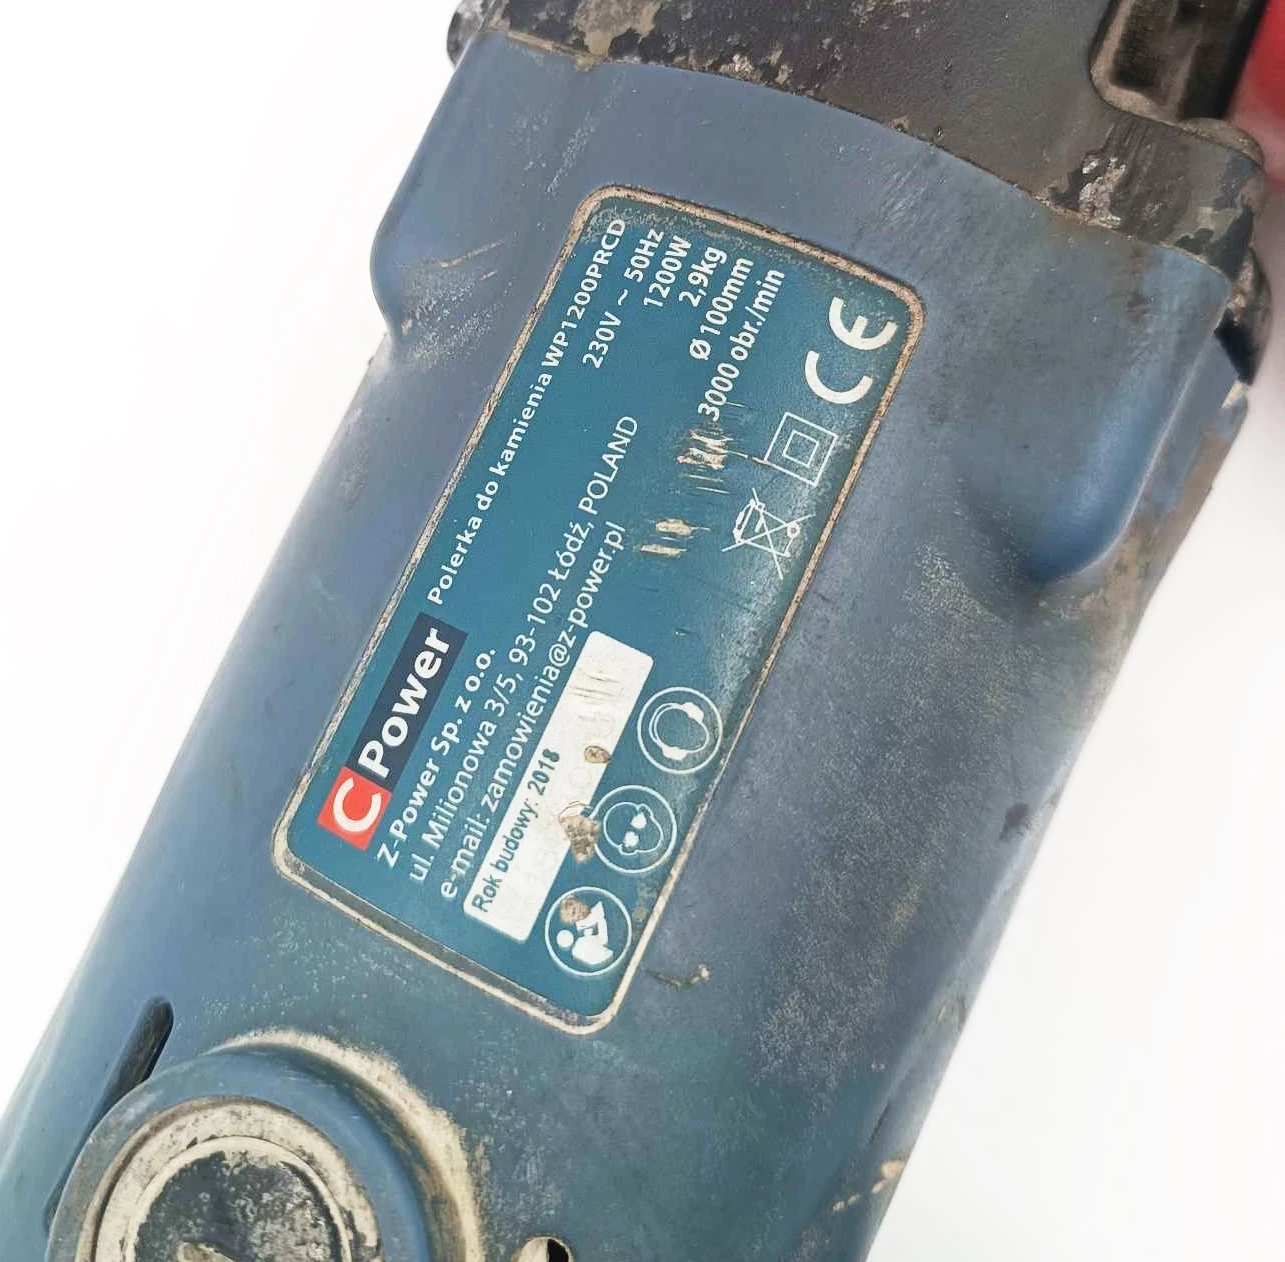 C Power Polerka do kamienia WP1200PRCD
Z-Power Sp. z o.o.
230V ~ 50Hz
ul. Milionowa 3/5, 93-102 Łódź, POLAND
1200W
e-mail: zamowienia@z-power.pl
2,9kg
Ø 100mm
3000 obr./min
Rok budowy: 2018
CE